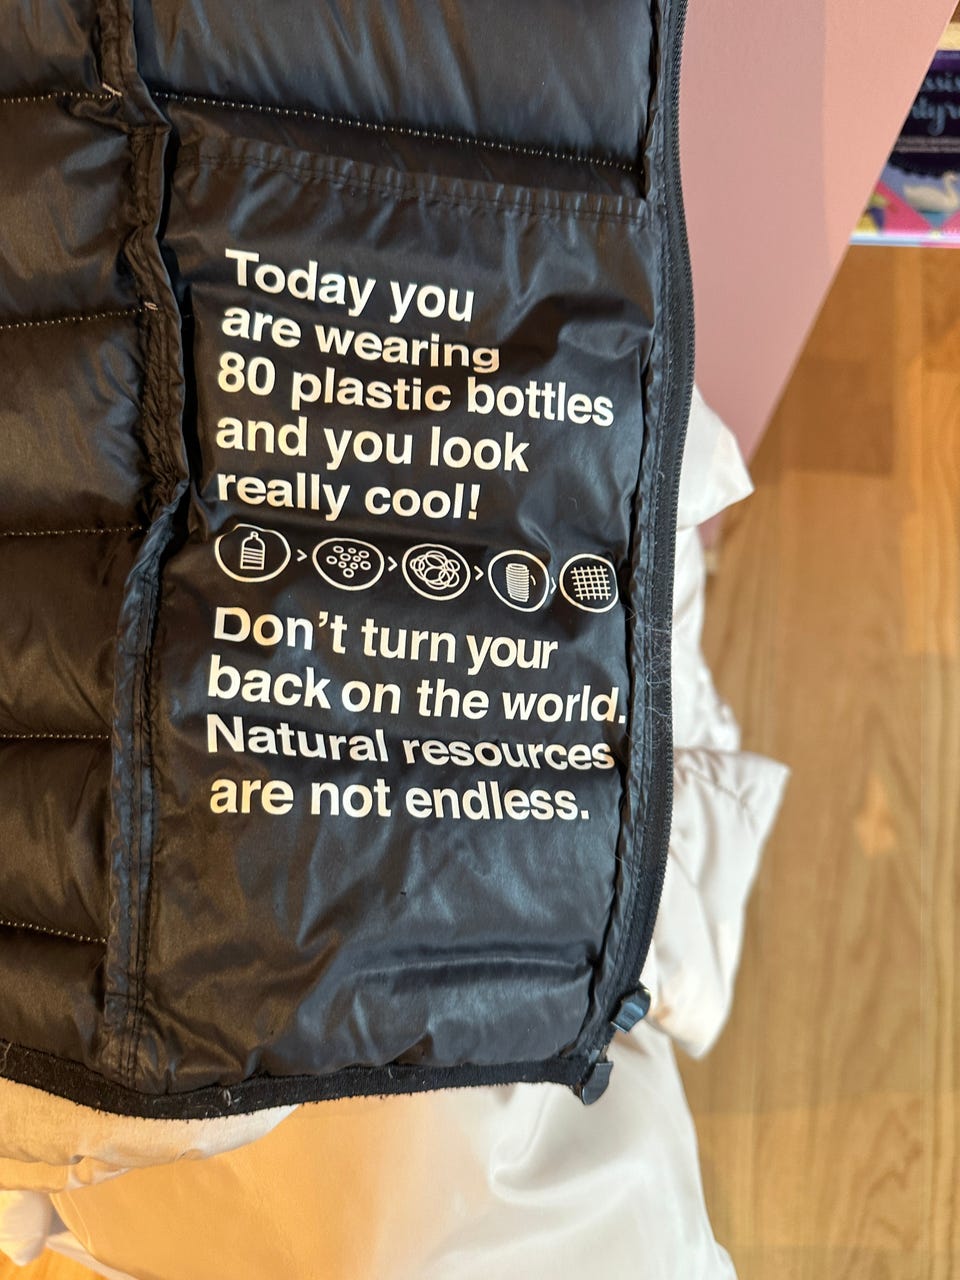 Today you
are wearing
80 plastic bottles
and you look
really cool!
Don't turn your
back on the world.
Natural resources
are not endless.